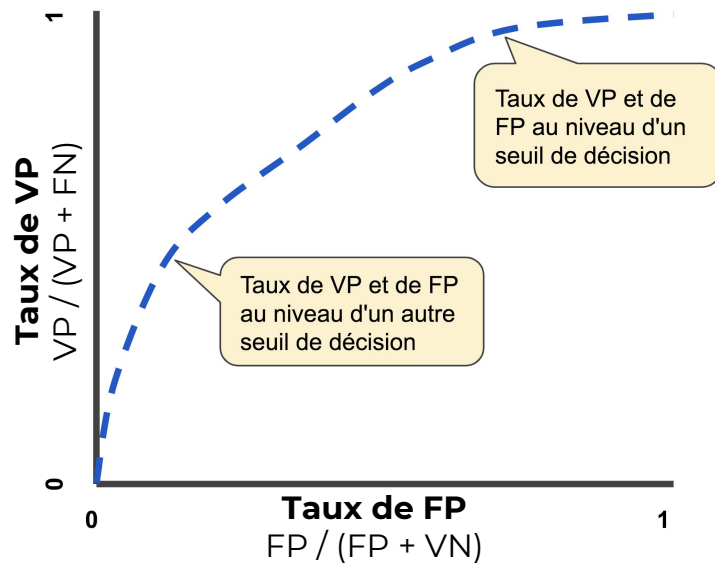 1
Taux de VP
VP / (VP + FN)
Taux de VP et de
FP au niveau d'un
seuil de décision
Taux de VP et de FP
au niveau d'un autre
seuil de décision
0
0
Taux de FP
1
FP / (FP + VN)